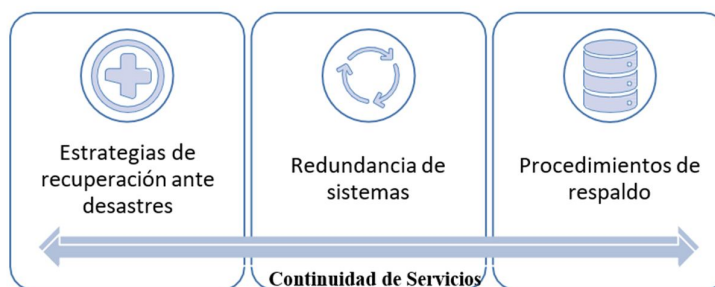 Estrategias de
recuperación ante
desastres
Redundancia de
sistemas
Procedimientos de
respaldo
Continuidad de Servicios